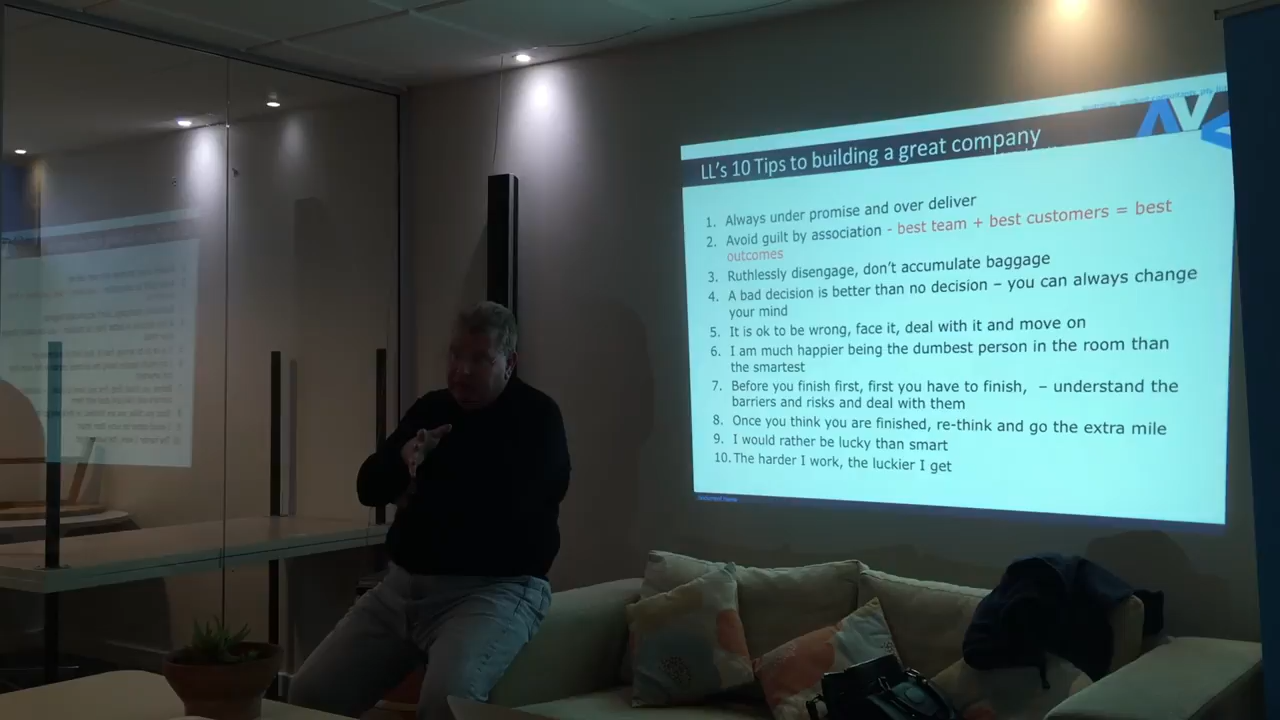 LL's 10 Tips to building a great company
1. Always under promise and over deliver
2. Avoid guilt by association - best team + best customers = best
outcomes
3. Ruthlessly disengage, don't accumulate baggage
4. A bad decision is better than no decision – you can always change
your mind
5. It is ok to be wrong, face it, deal with it and move on
6. I am much happier being the dumbest person in the room than
the smartest
7. Before you finish first, first you have to finish, – understand the
barriers and risks and deal with them
8. Once you think you are finished, re-think and go the extra mile
9. I would rather be lucky than smart
10. The harder I work, the luckier I get